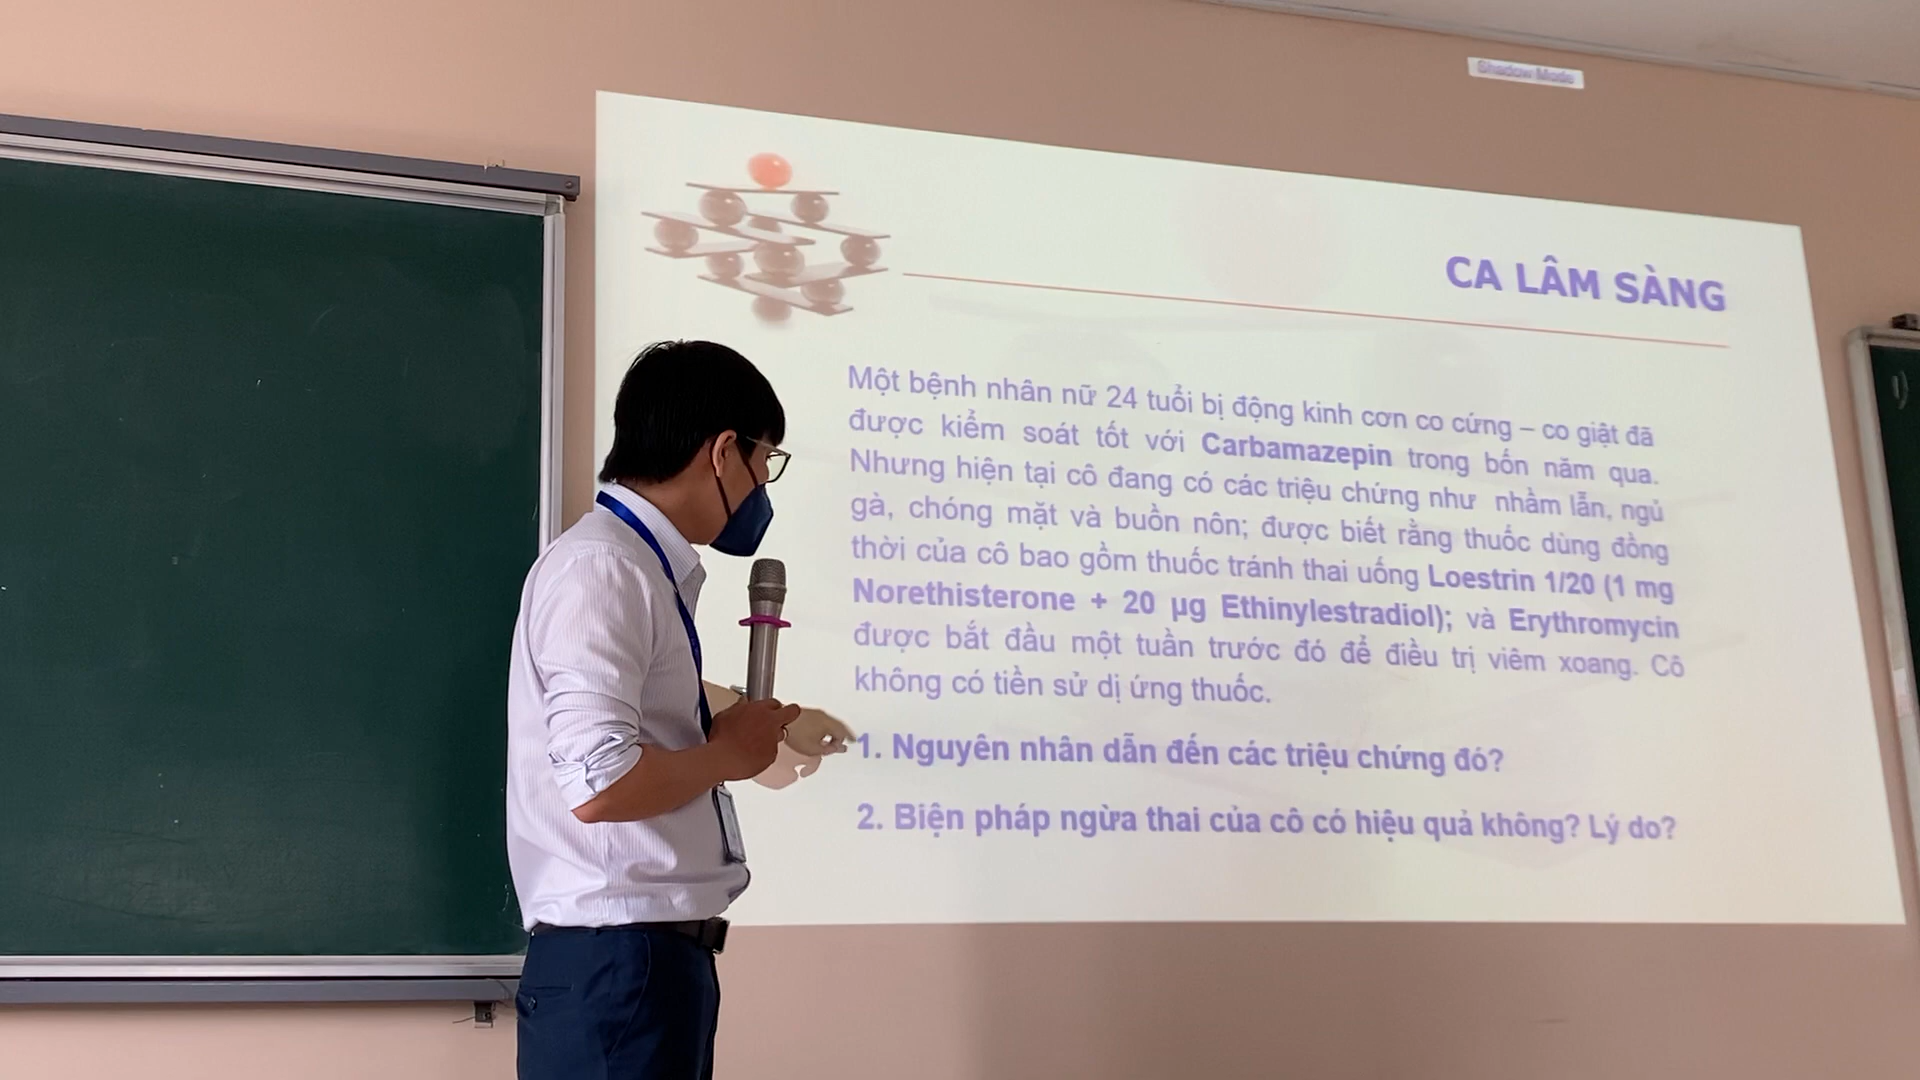 Shadow Mode
CA LÂM SÀNG
Một bệnh nhân nữ 24 tuổi bị động kinh cơn co cứng – co giật đã
được kiểm soát tốt với Carbamazepin trong bốn năm qua.
Nhưng hiện tại cô đang có các triệu chứng như nhầm lẫn, ngủ
gà, chóng mặt và buồn nôn; được biết rằng thuốc dùng đồng
thời của cô bao gồm thuốc tránh thai uống Loestrin 1/20 (1 mg
Norethisterone + 20 µg Ethinylestradiol); và Erythromycin
được bắt đầu một tuần trước đó để điều trị viêm xoang. Cô
không có tiền sử dị ứng thuốc.
1. Nguyên nhân dẫn đến các triệu chứng đó?
2. Biện pháp ngừa thai của cô có hiệu quả không? Lý do?